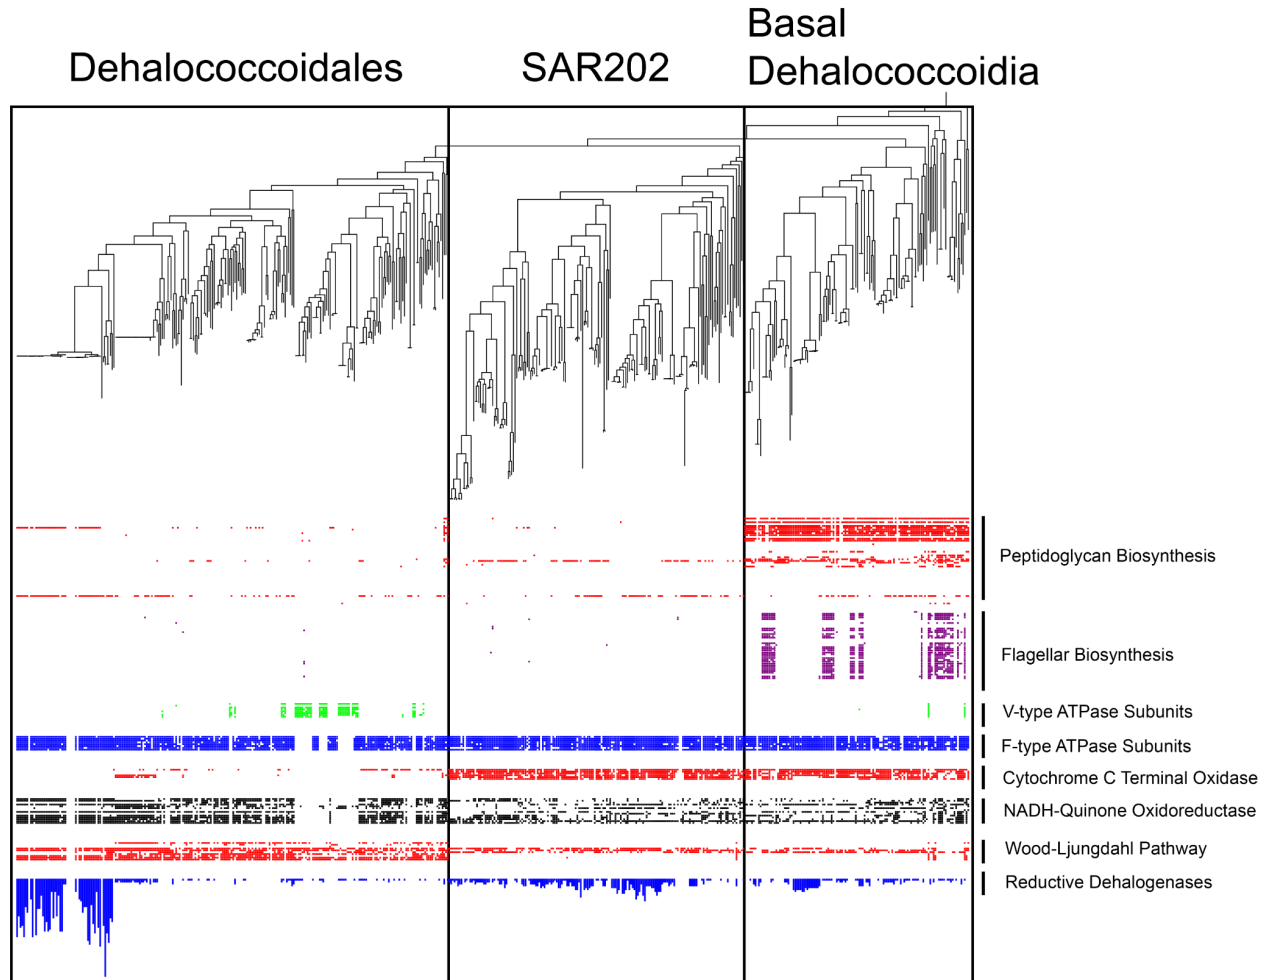 Basal
Dehalococcoidales SAR202 Dehalococcoidia
Peptidoglycan Biosynthesis
Flagellar Biosynthesis
V-type ATPase Subunits
F-type ATPase Subunits
Cytochrome C Terminal Oxidase
NADH-Quinone Oxidoreductase
Wood-Ljungdahl Pathway
Reductive Dehalogenases